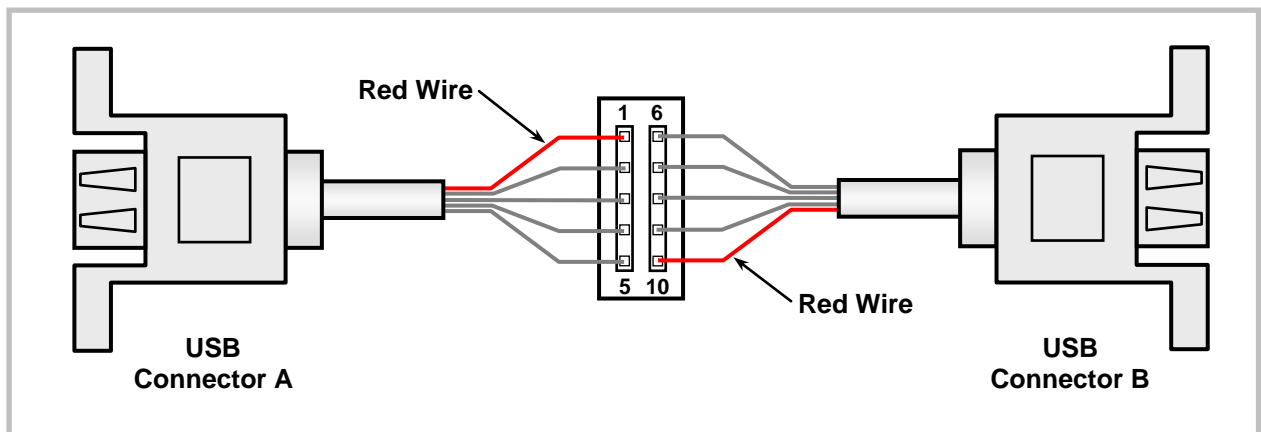 Red Wire
1 6
5 10
Red Wire
USB
Connector A
USB
Connector B